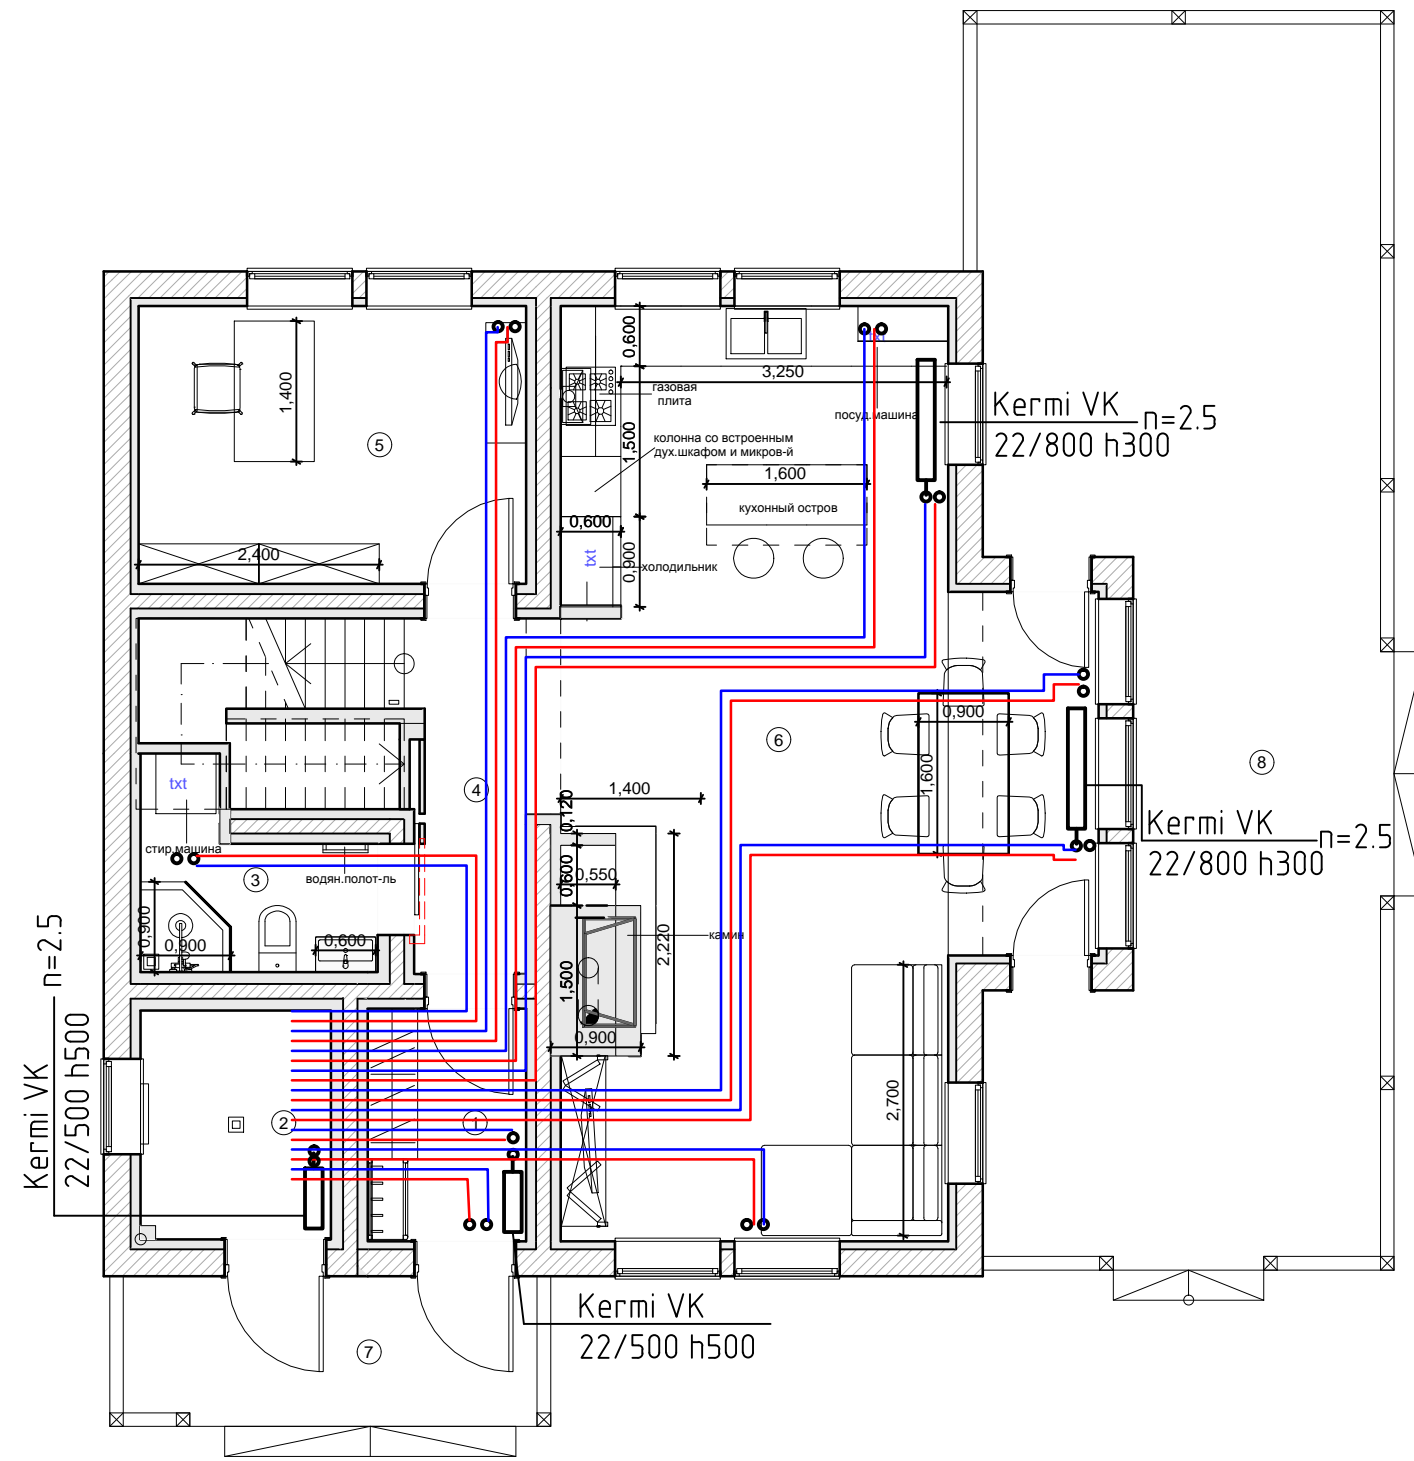 0,600
3,250
txt
газовая
плита
посуд.машина
Kermi VK
22/800 h300
n=2.5
1,400
5
колонна со встроенным
дух.шкафом и микров-й
1,500
1,600
кухонный остров
0,600
2,400
txt
холодильник
0,900
0,900
6
1,600
8
4
1,400
0,120
txt
стир.машина
Kermi VK
22/800 h300
n=2.5
3
водян.полот-ль
0,600
0,550
0,900
0,900
0,600
камин
2,220
1,500
0,900
Kermi VK
22/500 h500
n=2.5
2
1
2,700
Kermi VK
22/500 h500
7